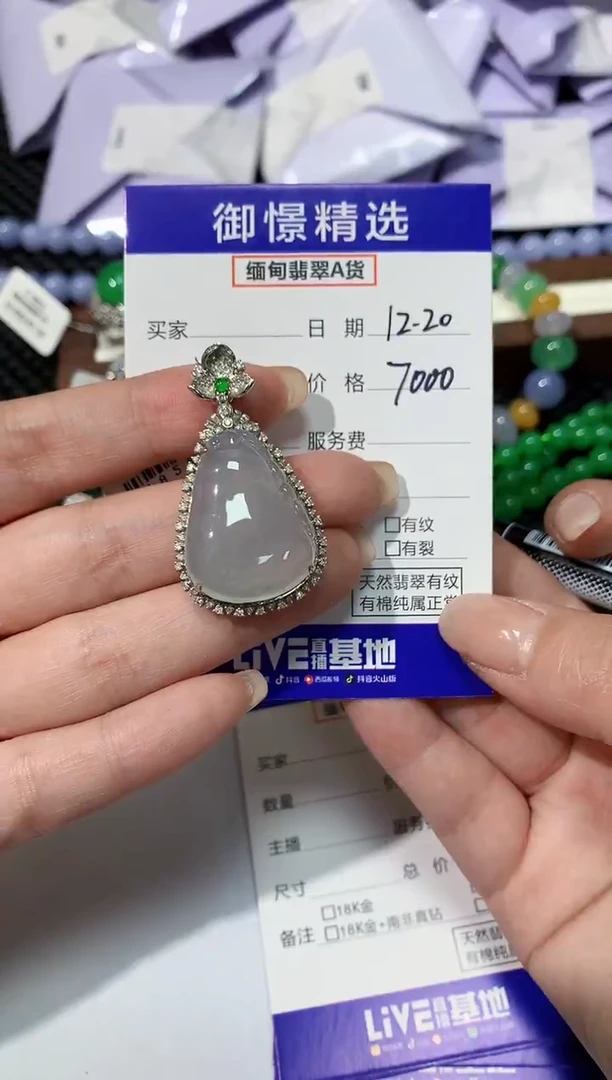 御憬精选
缅甸翡翠A货
买家 日期 12-20
价格 7000
服务费
□有纹
□有裂
天然翡翠有纹
有棉纯属正常
LiVE直播基地
抖音 西瓜视频 抖音火山版
买家
数量
主播
总价
尺寸
□18K金
备注 □18K金+南非真钻
天然翡
有棉纯属
LiVE直播基地